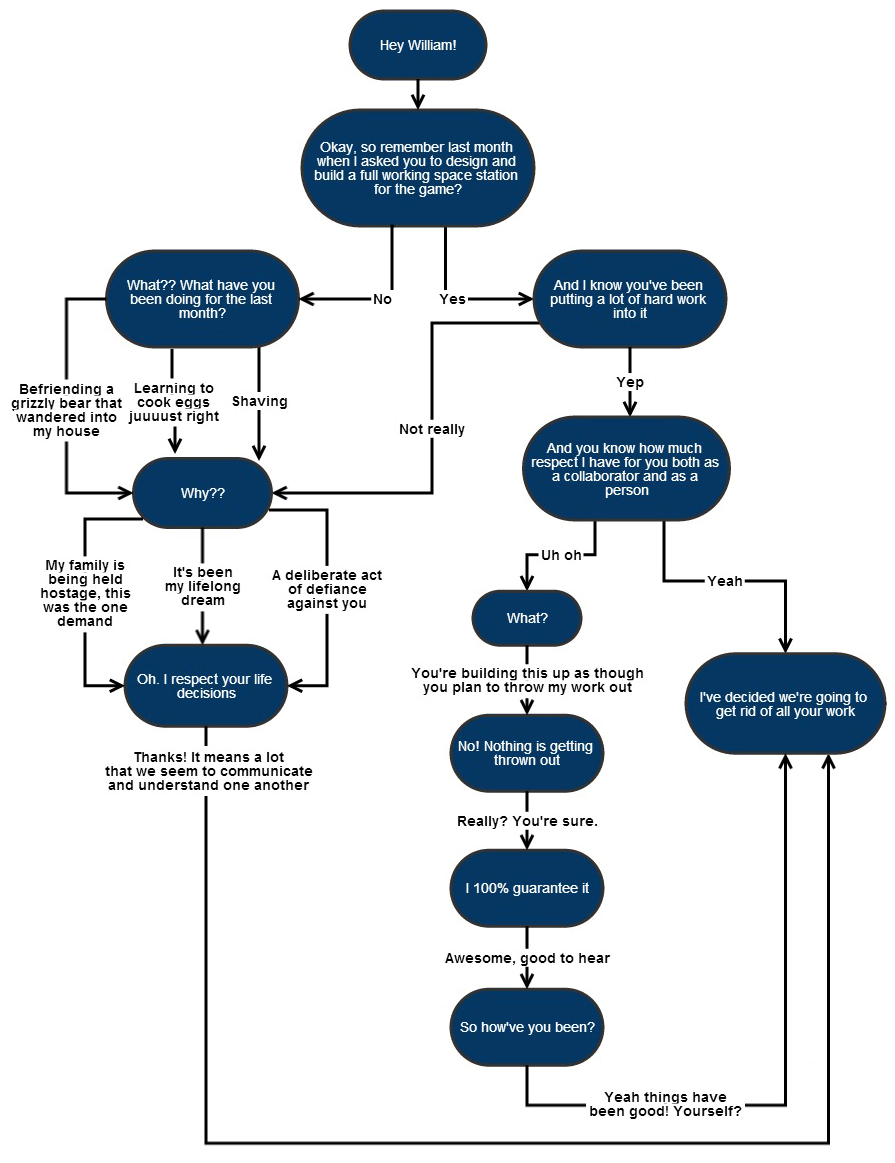 Hey William!
Okay, so remember last month
when I asked you to design and
build a full working space station
for the game?
No
Yes
What?? What have you
been doing for the last
month?
And I know you've been
putting a lot of hard work
into it
Befriending a
grizzly bear that
wandered into
my house
Learning to
cook eggs
juuuust right
Shaving
Not really
Yep
Why??
And you know how much
respect I have for you both as
a collaborator and as a
person
My family is
being held
hostage, this
was the one
demand
It's been
my lifelong
dream
A deliberate act
of defiance
against you
Uh oh
Yeah
What?
Oh. I respect your life
decisions
You're building this up as though
you plan to throw my work out
I've decided we're going to
get rid of all your work
No! Nothing is getting
thrown out
Thanks! It means a lot
that we seem to communicate
and understand one another
Really? You're sure.
I 100% guarantee it
Awesome, good to hear
So how've you been?
Yeah things have
been good! Yourself?